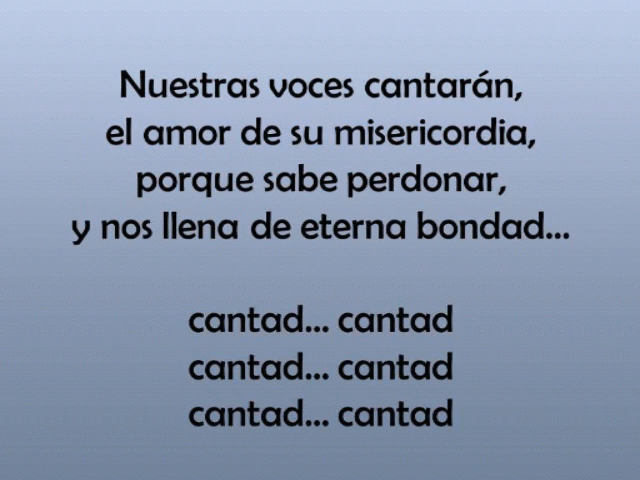 Nuestras voces cantarán,
el amor de su misericordia,
porque sabe perdonar,
y nos llena de eterna bondad...
cantad... cantad
cantad... cantad
cantad... cantad